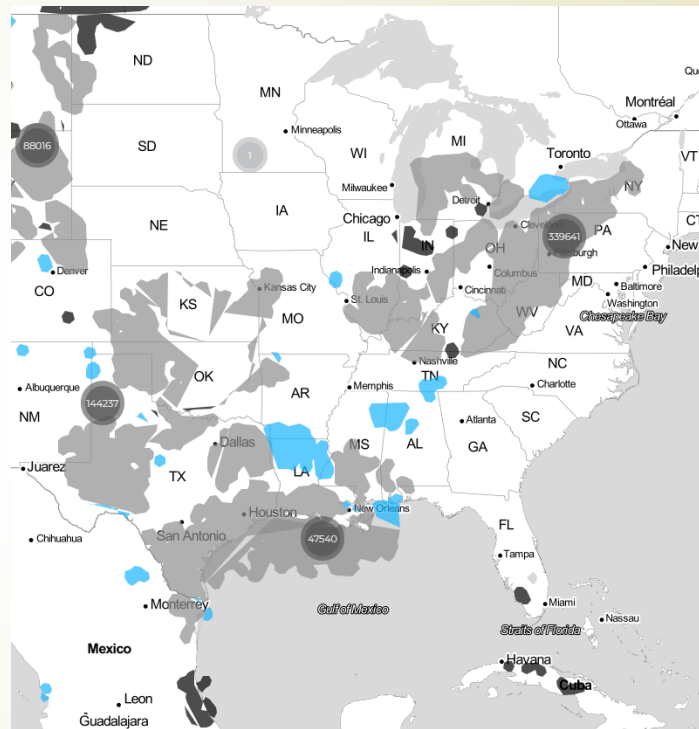 ND
MN
Montréal
Ottawa
88016
SD
1
Minneapolis
WI
MI
Toronto
VT
Milwaukee
Detroit
NY
NE
IA
Chicago
IL
IN
Cleveland
OH
PA
339641
New
Denver
CO
Indianapolis
Columbus
Philadelp
MD
Baltimore
Washington
Chesapeake Bay
Kansas City
KS
MO
St. Louis
Cincinnati
WV
VA
KY
Nashville
OK
TN
NC
Albuquerque
144237
NM
AR
Memphis
Charlotte
SC
Atlanta
Dallas
MS
AL
GA
Juarez
TX
LA
Chihuahua
San Antonio
Houston
New Orleans
47540
FL
Tampa
Monterrey
Gulf of Mexico
Miami
Nassau
Straits of Florida
Mexico
Havana
Cuba
Leon
Guadalajara